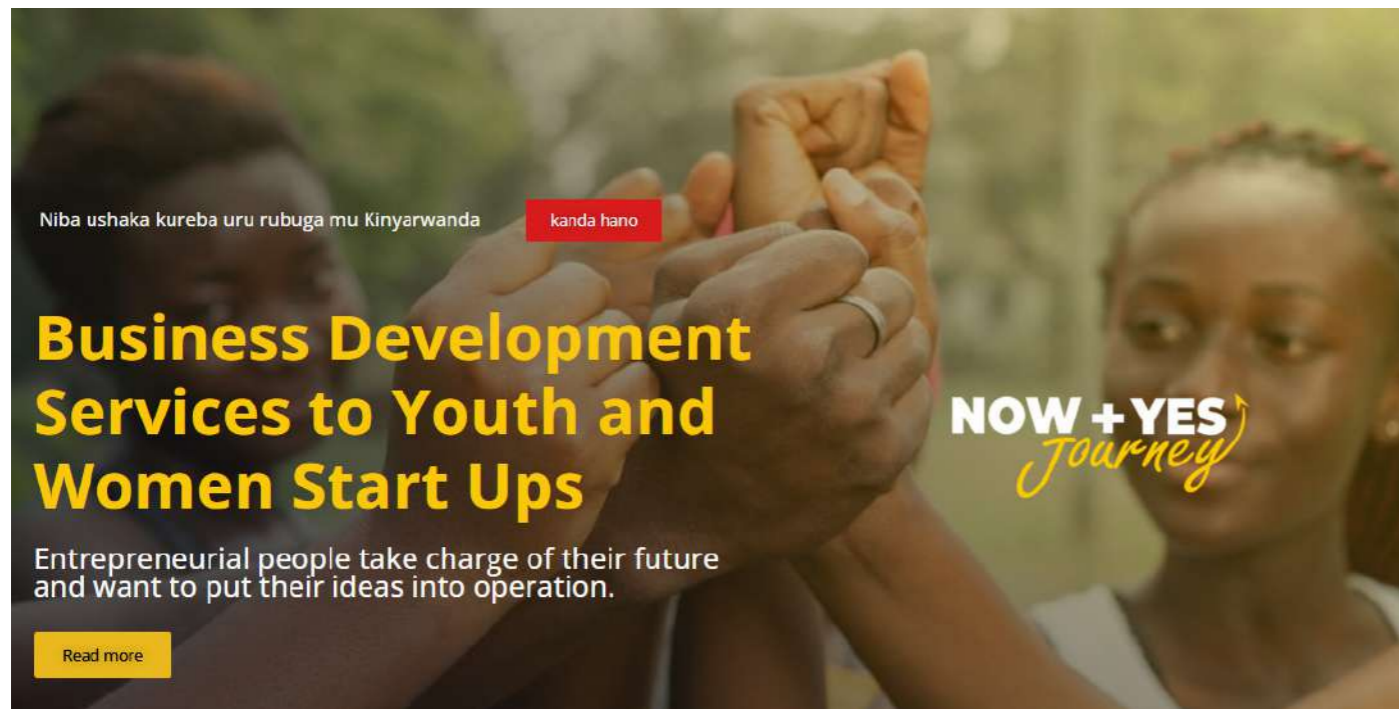 Niba ushaka kureba uru rubuga mu Kinyarwanda
kanda hano
Business Development
Services to Youth and
Women Start Ups
NOW + YES
Journey
Entrepreneurial people take charge of their future
and want to put their ideas into operation.
Read more